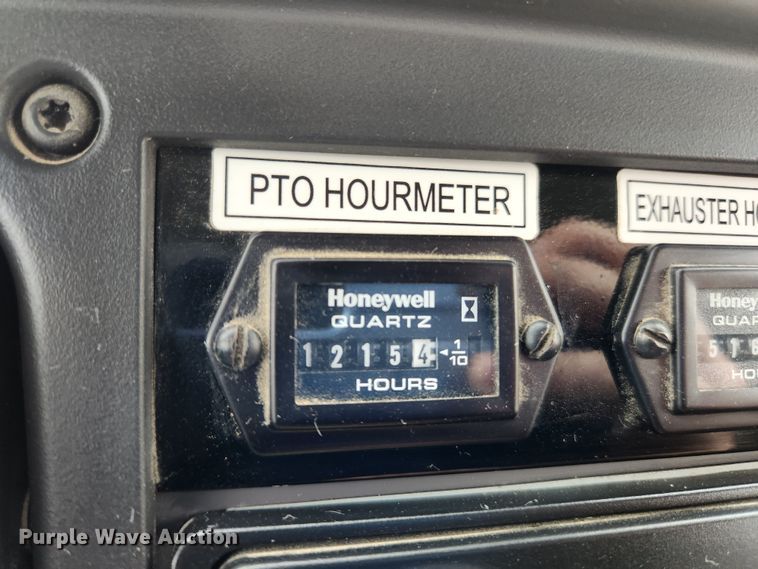 PTO HOURMETER
Honeywell
QUARTZ
1 2 1 5 4 ◄ 1/10
HOURS
EXHAUSTER
Purple Wave Auction